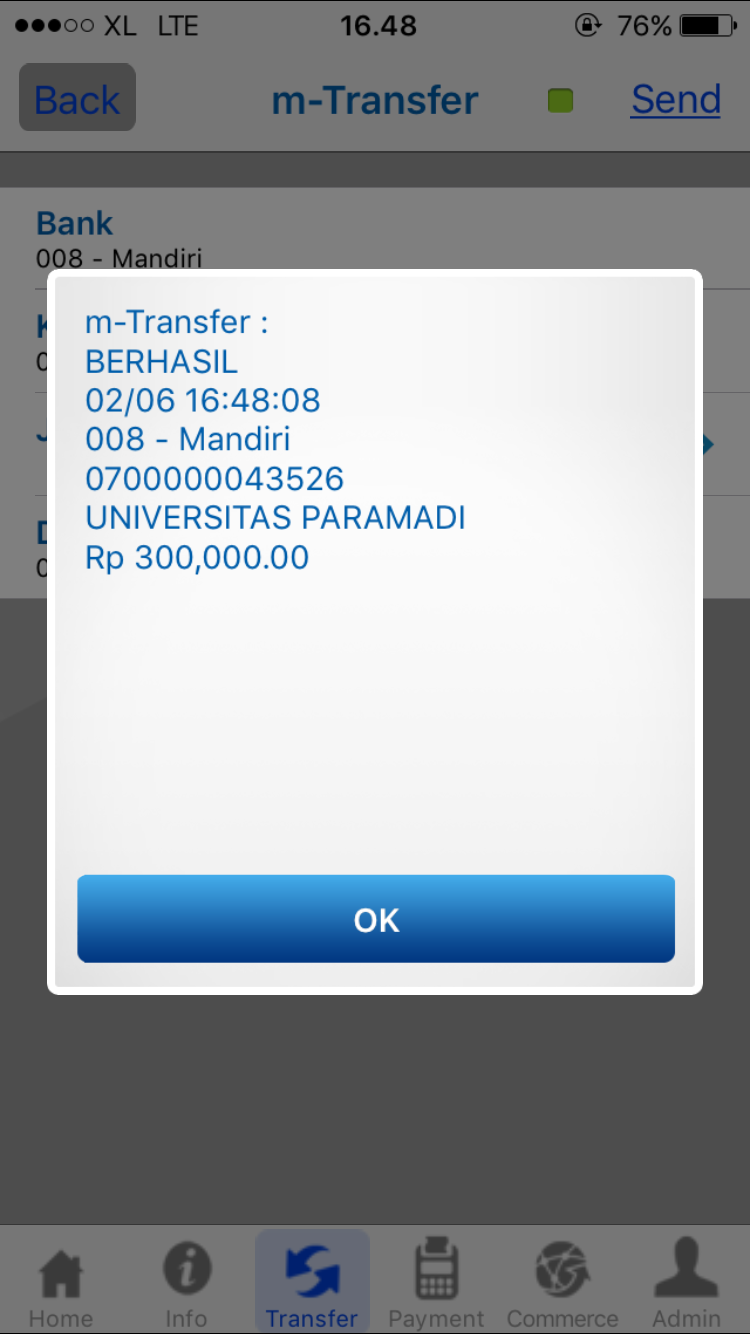 XL LTE 16.48 76%
Back m-Transfer Send
Bank
008 - Mandiri
m-Transfer :
BERHASIL
02/06 16:48:08
008 - Mandiri
0700000043526
UNIVERSITAS PARAMADI
Rp 300,000.00
OK
Home Info Transfer Payment Commerce Admin